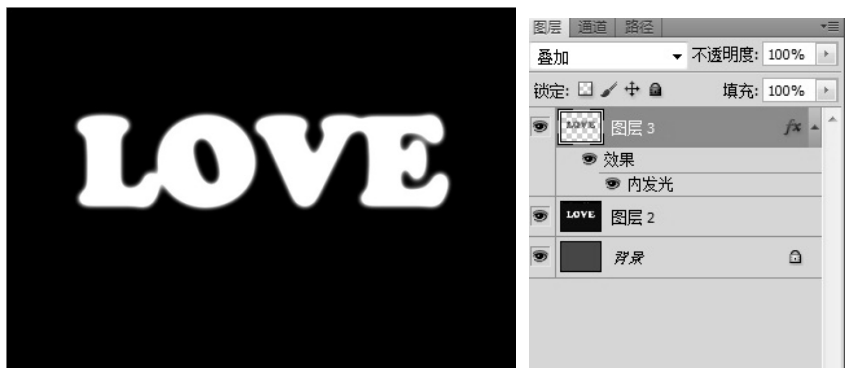 LOVE
图层 通道 路径
叠加 不透明度: 100%
锁定: 填充: 100%
LOVE 图层 3 fx
效果
内发光
LOVE 图层 2
背景